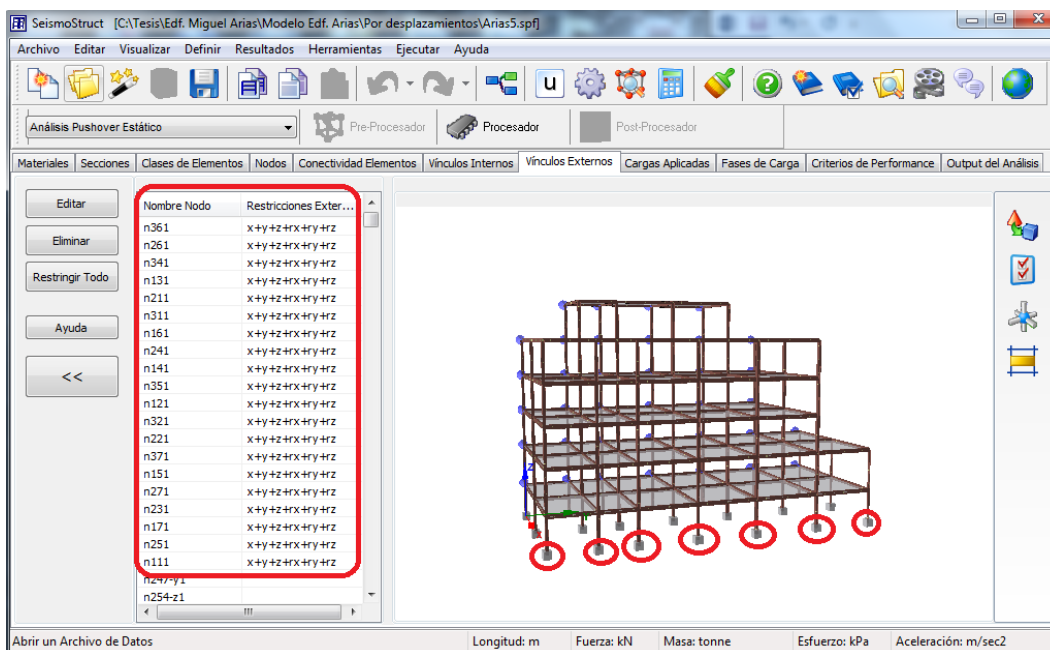 SeismoStruct [C:\Tesis\Edf. Miguel Arias\Modelo Edf. Arias\Por desplazamientos\Arias5.spf]
Archivo Editar Visualizar Definir Resultados Herramientas Ejecutar Ayuda
u
Análisis Pushover Estático
Pre-Procesador
Procesador
Post-Procesador
Materiales Secciones Clases de Elementos Nodos Conectividad Elementos Vínculos Internos Vínculos Externos Cargas Aplicadas Fases de Carga Criterios de Performance Output del Análisis
Editar
Eliminar
Restringir Todo
Ayuda
<<
Nombre Nodo Restricciones Exter...
n361 x+y+z+rx+ry+rz
n261 x+y+z+rx+ry+rz
n341 x+y+z+rx+ry+rz
n131 x+y+z+rx+ry+rz
n211 x+y+z+rx+ry+rz
n311 x+y+z+rx+ry+rz
n161 x+y+z+rx+ry+rz
n241 x+y+z+rx+ry+rz
n141 x+y+z+rx+ry+rz
n351 x+y+z+rx+ry+rz
n121 x+y+z+rx+ry+rz
n321 x+y+z+rx+ry+rz
n221 x+y+z+rx+ry+rz
n371 x+y+z+rx+ry+rz
n151 x+y+z+rx+ry+rz
n271 x+y+z+rx+ry+rz
n231 x+y+z+rx+ry+rz
n171 x+y+z+rx+ry+rz
n251 x+y+z+rx+ry+rz
n111 x+y+z+rx+ry+rz
n247-y1
n254-z1
z
x
Abrir un Archivo de Datos
Longitud: m
Fuerza: kN
Masa: tonne
Esfuerzo: kPa
Aceleración: m/sec2